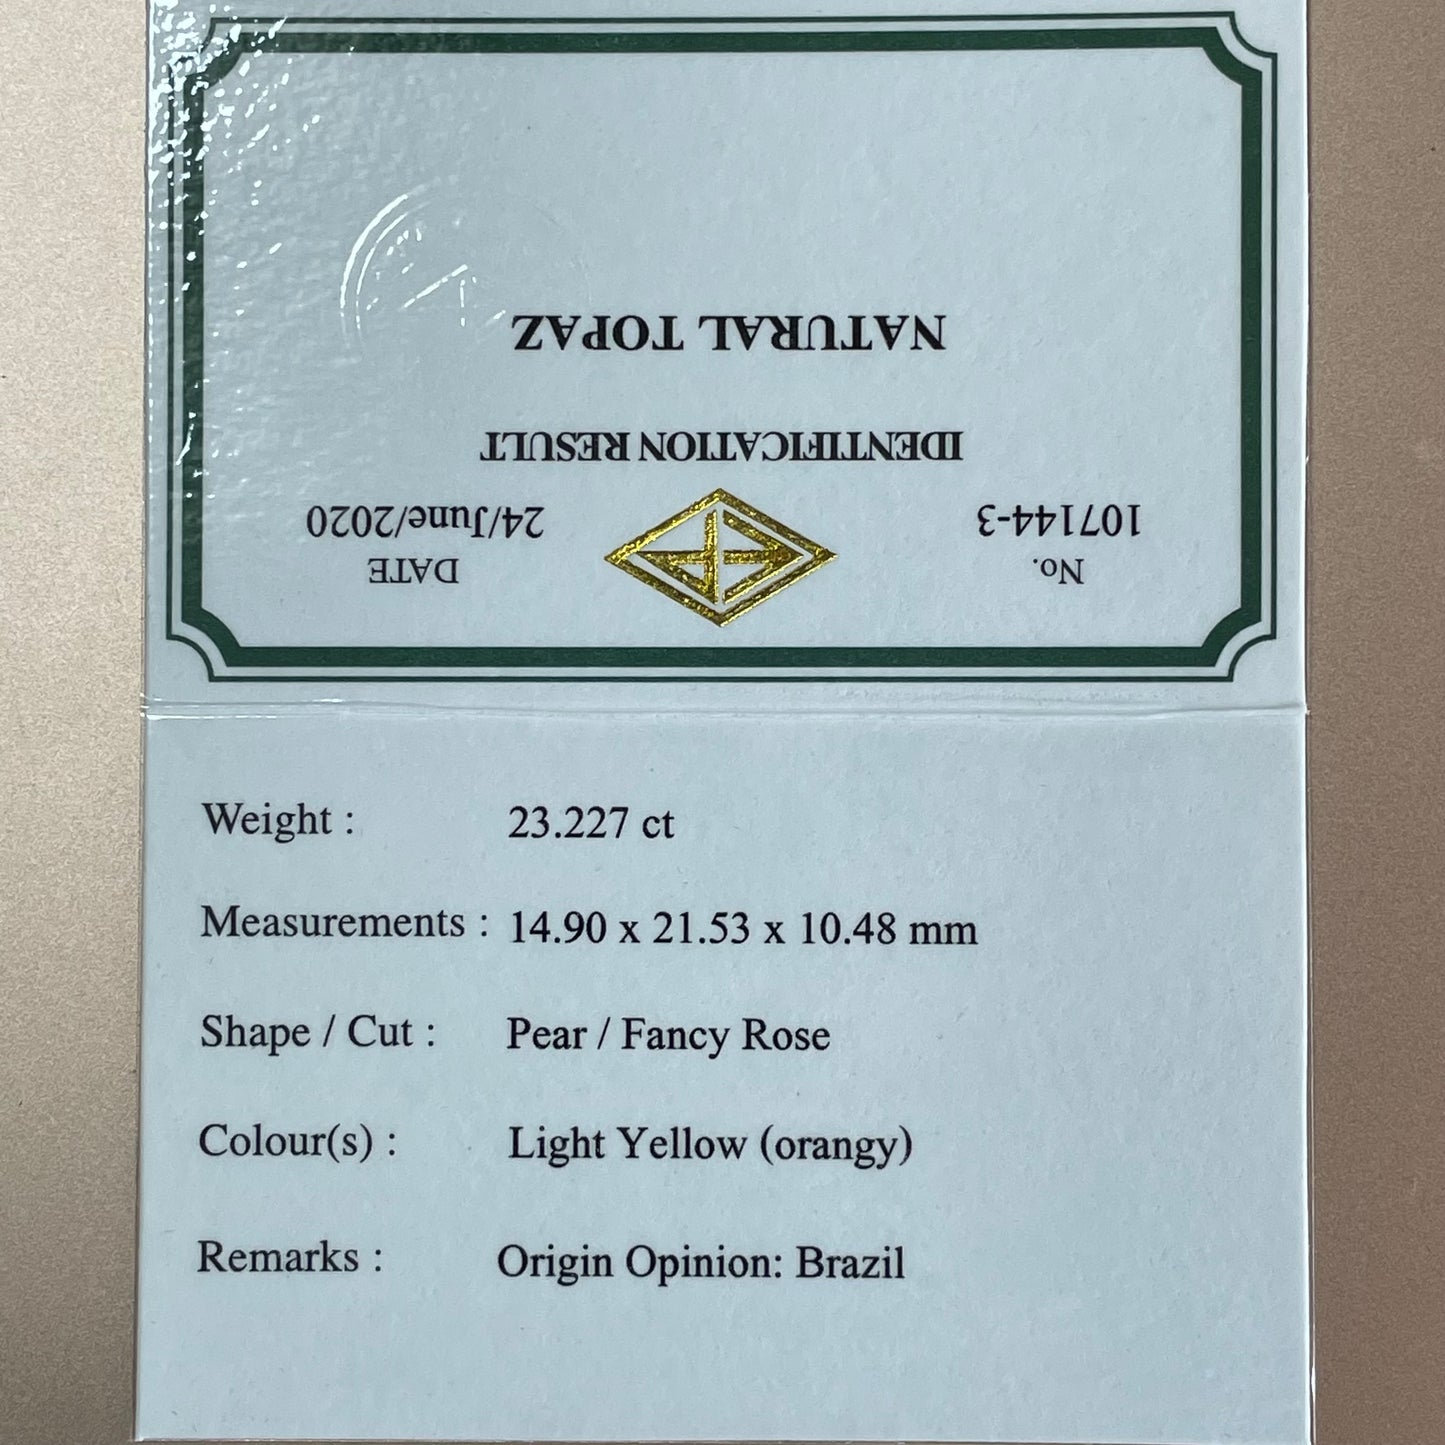 No.
107144-3
DATE
24/June/2020
IDENTIFICATION RESULT
NATURAL TOPAZ
Weight : 23.227 ct
Measurements : 14.90 x 21.53 x 10.48 mm
Shape / Cut : Pear / Fancy Rose
Colour(s) : Light Yellow (orangy)
Remarks : Origin Opinion: Brazil